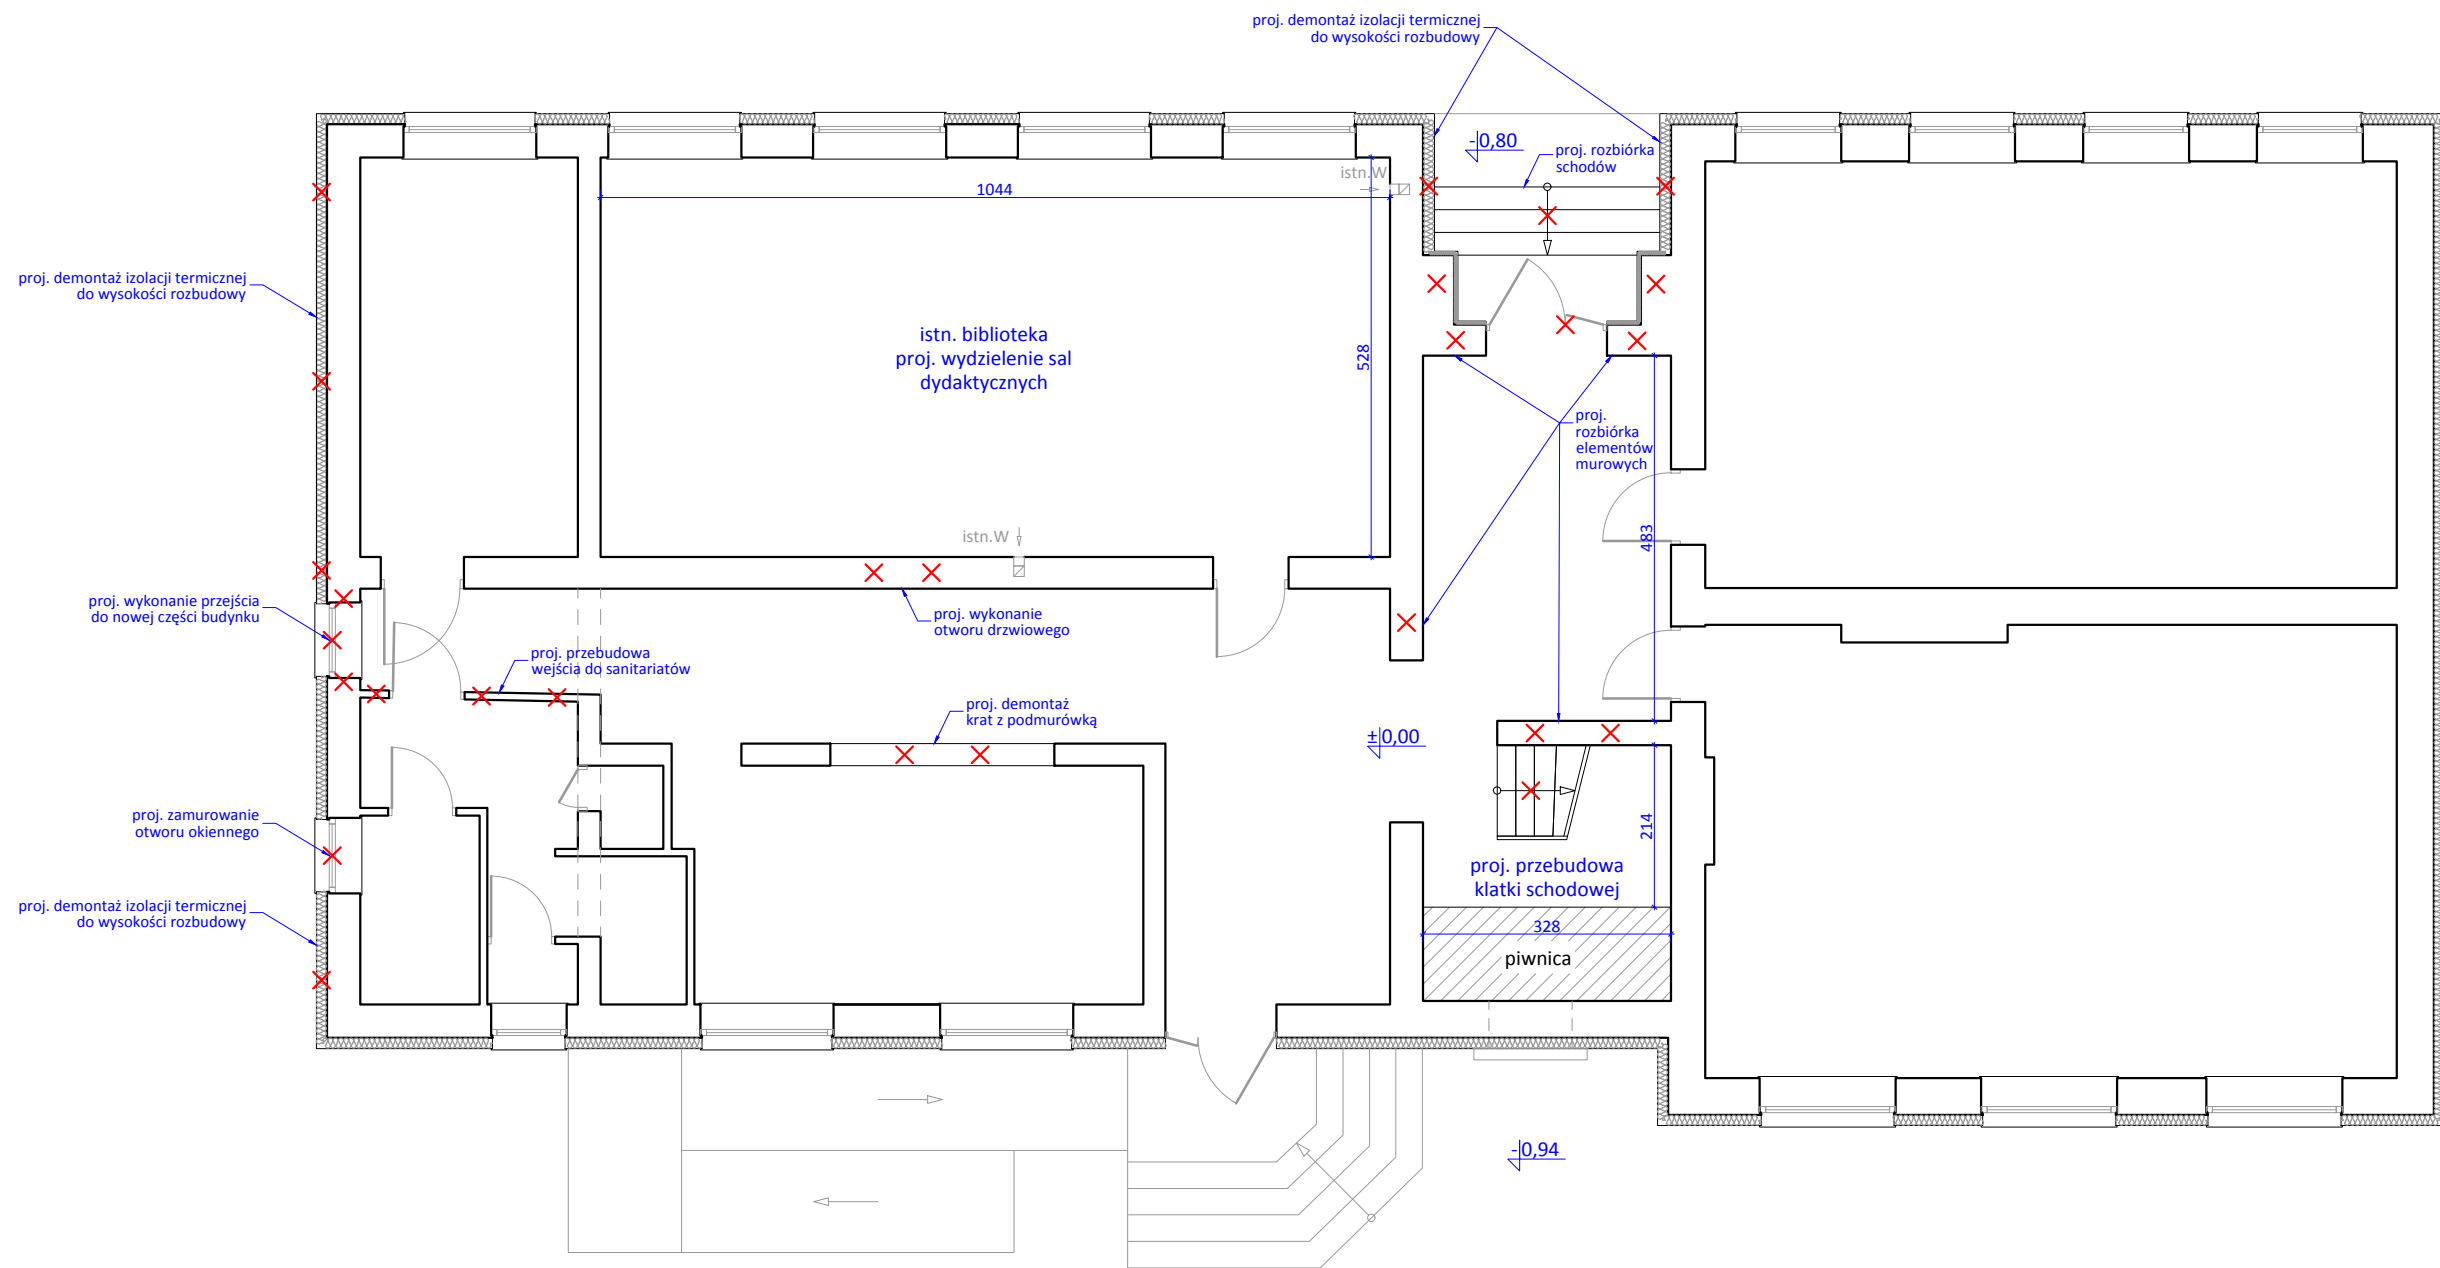 proj. demontaż izolacji termicznej
do wysokości rozbudowy
-0,80
proj. rozbiórka
schodów
istn.W
1044
proj. demontaż izolacji termicznej
do wysokości rozbudowy
istn. biblioteka
proj. wydzielenie sal
dydaktycznych
528
proj.
rozbiórka
elementów
murowych
483
istn.W
proj. wykonanie przejścia
do nowej części budynku
proj. wykonanie
otworu drzwiowego
proj. przebudowa
wejścia do sanitariatów
proj. demontaż
krat z podmurówką
±0,00
proj. zamurowanie
otworu okiennego
214
proj. przebudowa
klatki schodowej
proj. demontaż izolacji termicznej
do wysokości rozbudowy
328
piwnica
-0,94